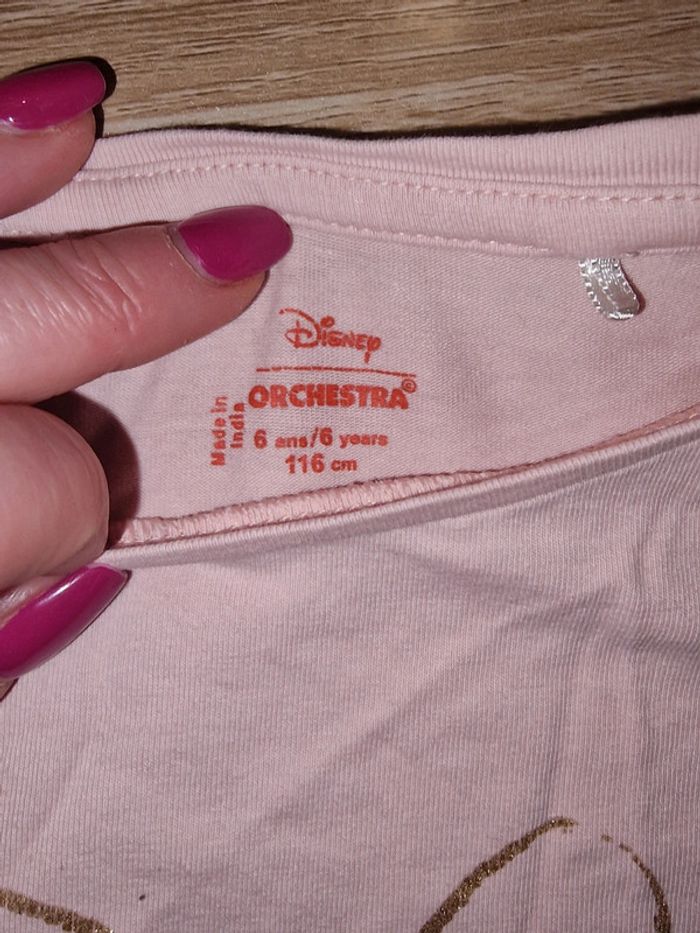 Disney
ORCHESTRA®
Made in
India
6 ans/6 years
116 cm